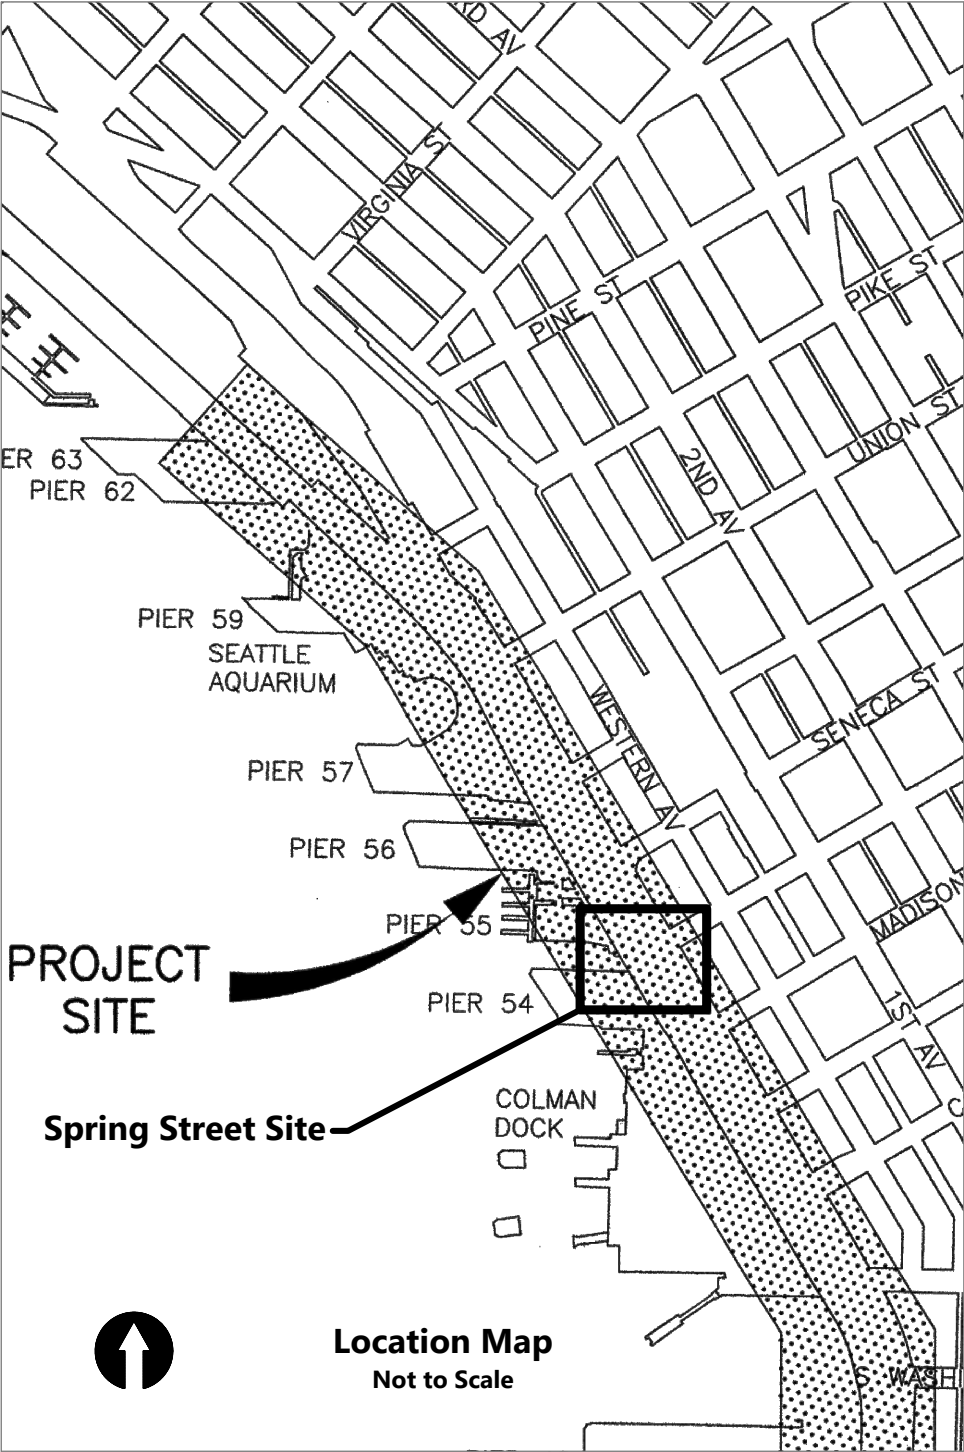 RD AV
VIRGINIA S
PINE ST
PIKE ST
UNION ST
2ND AV
ER 63
PIER 62
PIER 59
SEATTLE
AQUARIUM
SENECA ST
WESTERN AV
PIER 57
PIER 56
PIER 55
MADISON
PROJECT
SITE
PIER 54
1ST AV
COLMAN
DOCK
C
Spring Street Site
Location Map
Not to Scale
S WASH